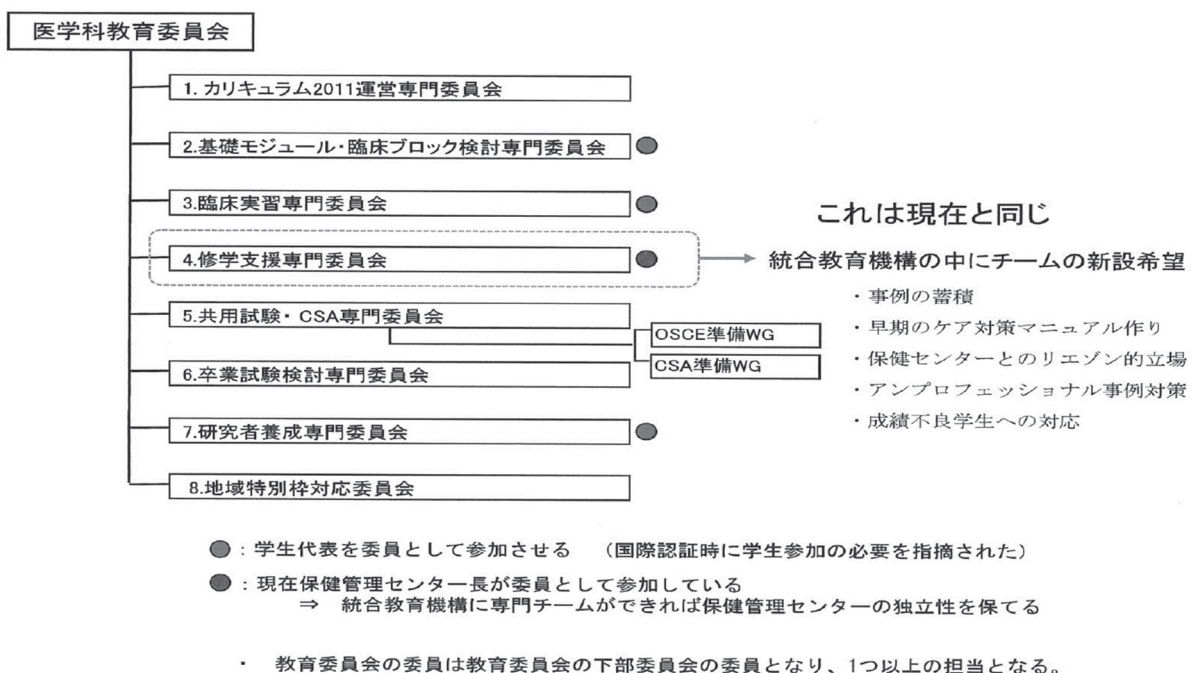 医学科教育委員会
1. カリキュラム2011運営専門委員会
2.基礎モジュール・臨床ブロック検討専門委員会
3.臨床実習専門委員会
4.修学支援専門委員会
5.共用試験・CSA専門委員会
OSCE準備WG
CSA準備WG
6.卒業試験検討専門委員会
7.研究者養成専門委員会
8.地域特別枠対応委員会
これは現在と同じ
統合教育機構の中にチームの新設希望
・事例の蓄積
・早期のケア対策マニュアル作り
・保健センターとのリエゾン的立場
・アンプロフェッショナル事例対策
・成績不良学生への対応
●：学生代表を委員として参加させる （国際認証時に学生参加の必要を指摘された）
●：現在保健管理センター長が委員として参加している
⇒ 統合教育機構に専門チームができれば保健管理センターの独立性を保てる
・ 教育委員会の委員は教育委員会の下部委員会の委員となり、1つ以上の担当となる。